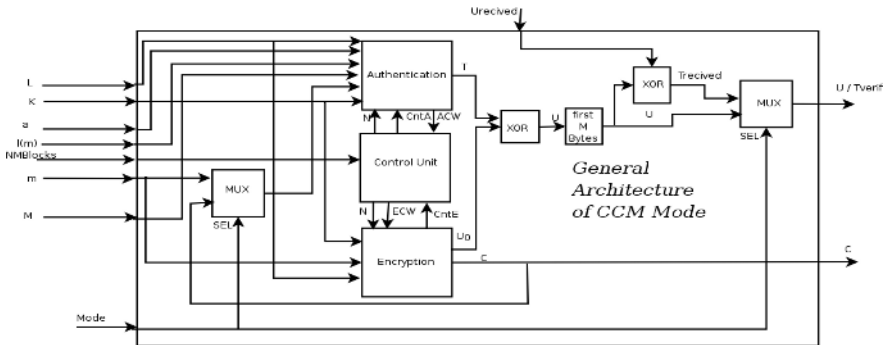 Urecived
L
K
a
l(m)
NMBlocks
m
M
Mode
Authentication
T
N
CntA
ACW
Control Unit
MUX
SEL
N
ECW
CntE
Encryption
U₀
C
XOR
U
first
M
Bytes
U
XOR
Trecived
MUX
SEL
U / Tverif
C
General
Architecture
of CCM Mode